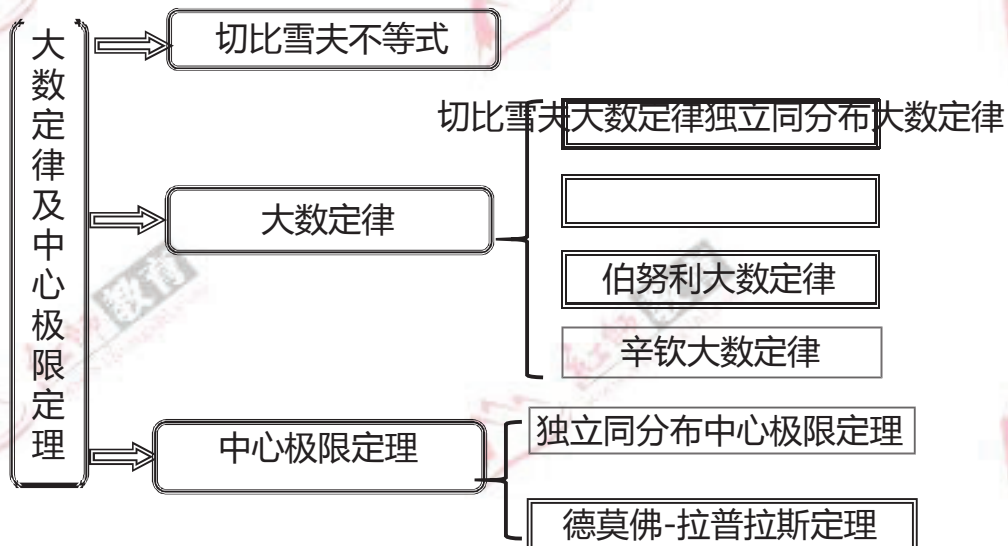 大数定律及中心极限定理
切比雪夫不等式
切比雪夫大数定律独立同分布大数定律
大数定律
伯努利大数定律
辛钦大数定律
中心极限定理
独立同分布中心极限定理
德莫佛-拉普拉斯定理